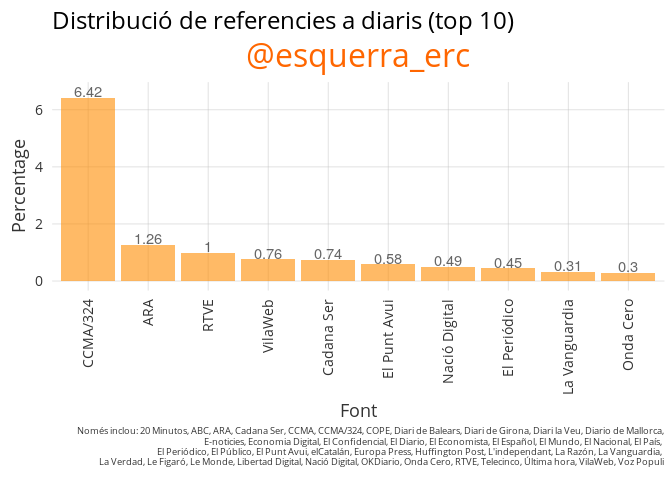 Distribució de referencies a diaris (top 10)
@esquerra_erc
Percentage
6
4
2
0
6.42
1.26
1
0.76
0.74
0.58
0.49
0.45
0.31
0.3
CCMA/324
ARA
RTVE
VilaWeb
Cadana Ser
El Punt Avui
Nació Digital
El Periódico
La Vanguardia
Onda Cero
Font
Només inclou: 20 Minutos, ABC, ARA, Cadana Ser, CCMA, CCMA/324, COPE, Diari de Balears, Diari de Girona, Diari la Veu, Diario de Mallorca,
E-noticies, Economia Digital, El Confidencial, El Diario, El Economista, El Español, El Mundo, El Nacional, El País,
El Periódico, El Público, El Punt Avui, elCatalán, Europa Press, Huffington Post, L'independant, La Razón, La Vanguardia,
La Verdad, Le Figaró, Le Monde, Libertad Digital, Nació Digital, OKDiario, Onda Cero, RTVE, Telecinco, Última hora, VilaWeb, Voz Populi